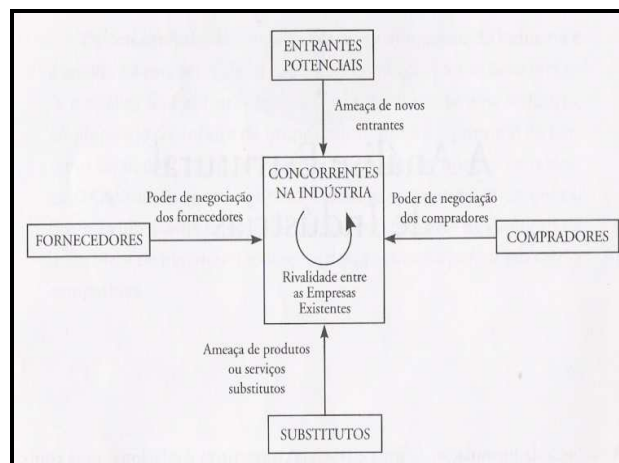 ENTRANTES
POTENCIAIS
Ameaça de novos
entrantes
CONCORRENTES
NA INDÚSTRIA
Poder de negociação
dos fornecedores
Poder de negociação
dos compradores
FORNECEDORES
COMPRADORES
Rivalidade entre
as Empresas
Existentes
Ameaça de produtos
ou serviços
substitutos
SUBSTITUTOS